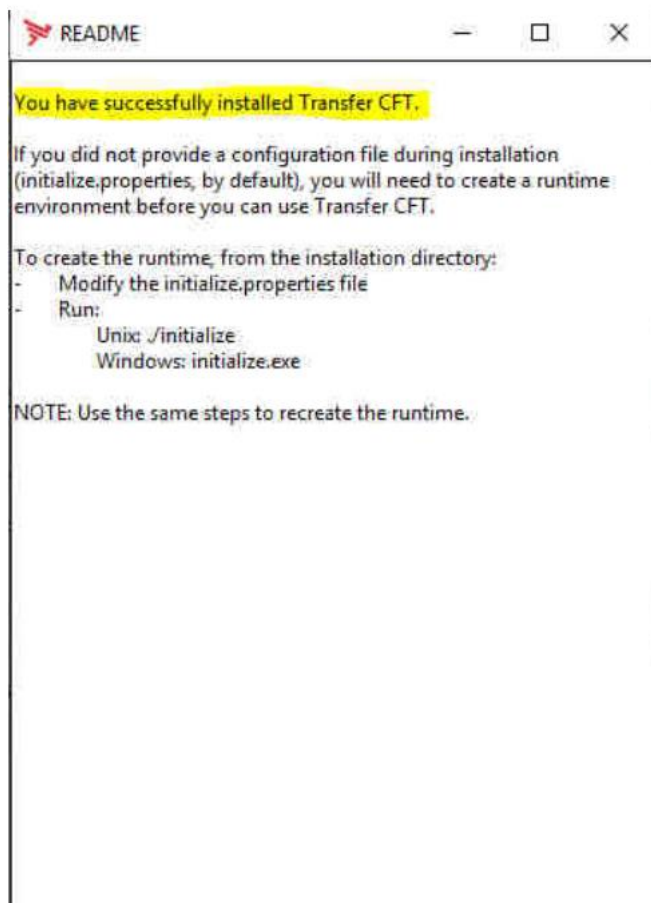 README
You have successfully installed Transfer CFT.
If you did not provide a configuration file during installation
(initialize.properties, by default), you will need to create a runtime
environment before you can use Transfer CFT.
To create the runtime, from the installation directory:
- Modify the initialize.properties file
- Run:
Unix: ./initialize
Windows: initialize.exe
NOTE: Use the same steps to recreate the runtime.